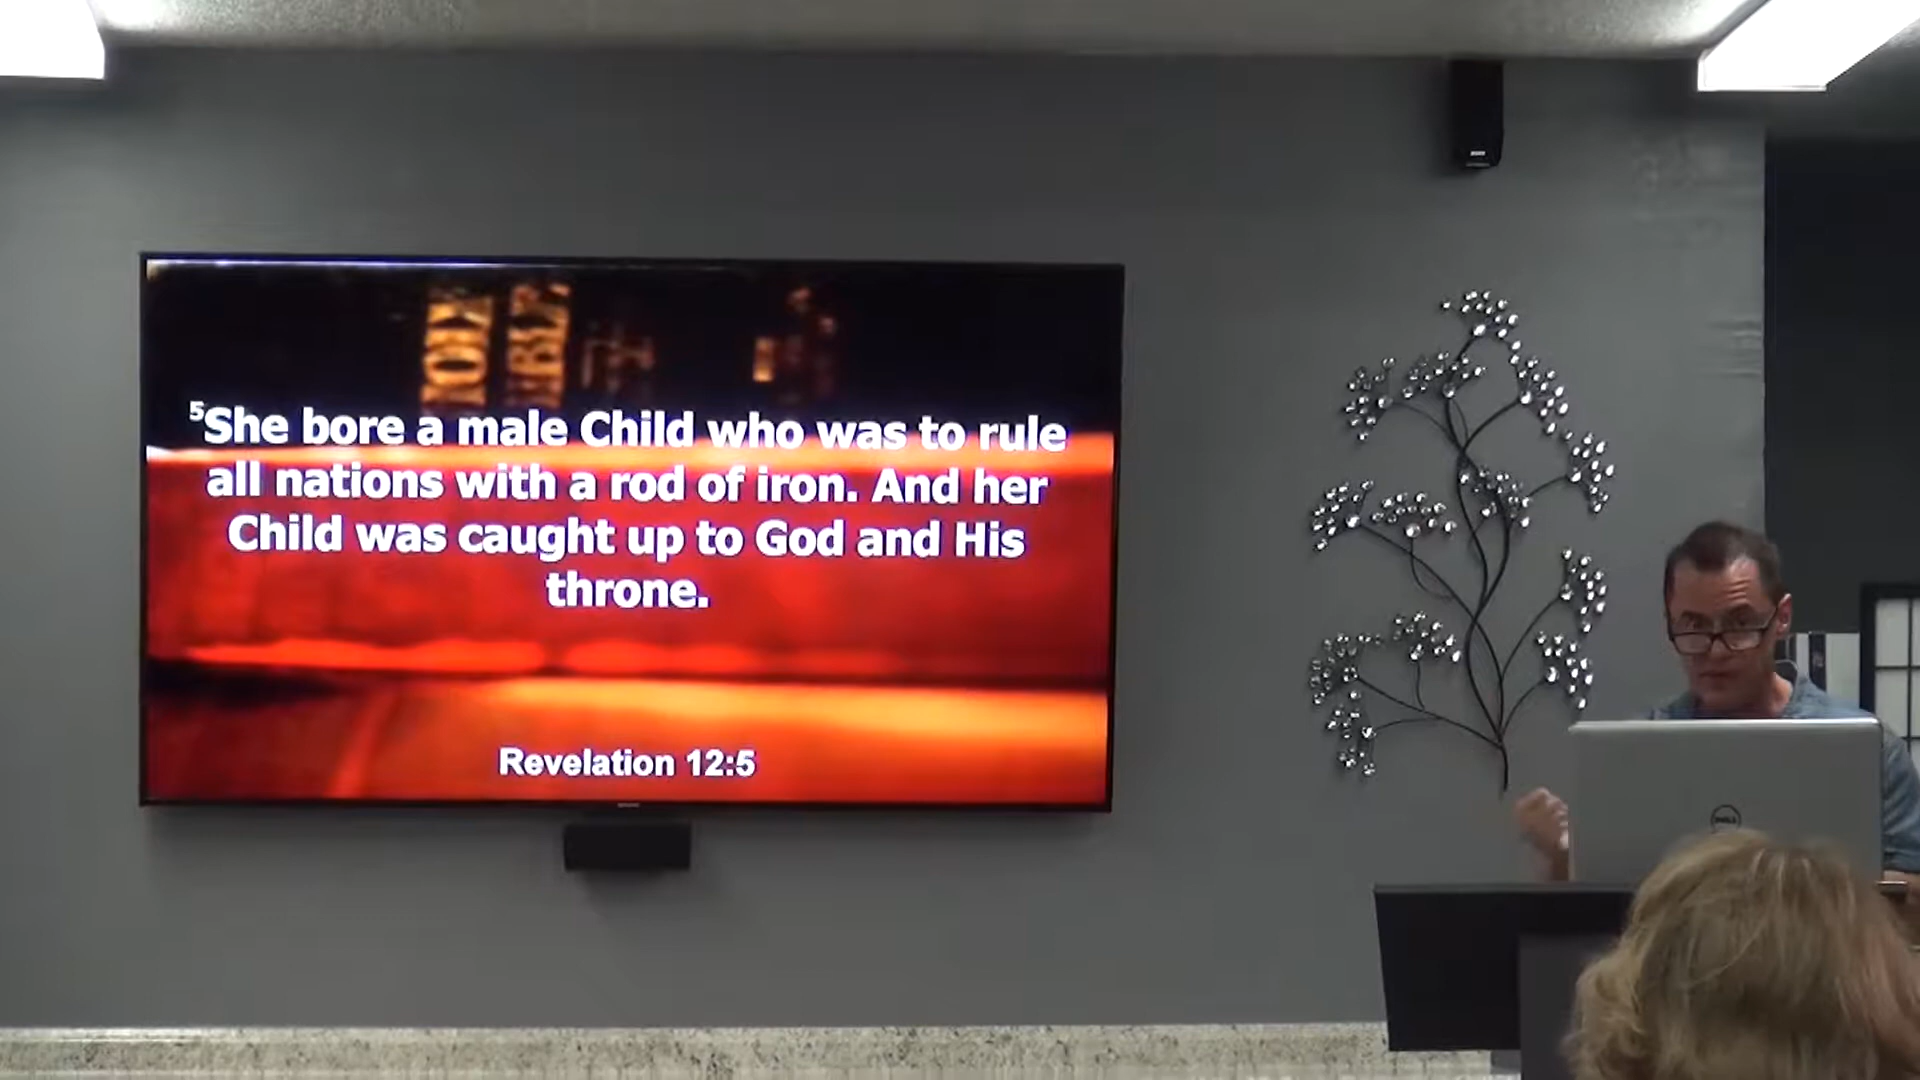 ⁵She bore a male Child who was to rule
all nations with a rod of iron. And her
Child was caught up to God and His
throne.
Revelation 12:5
DELL